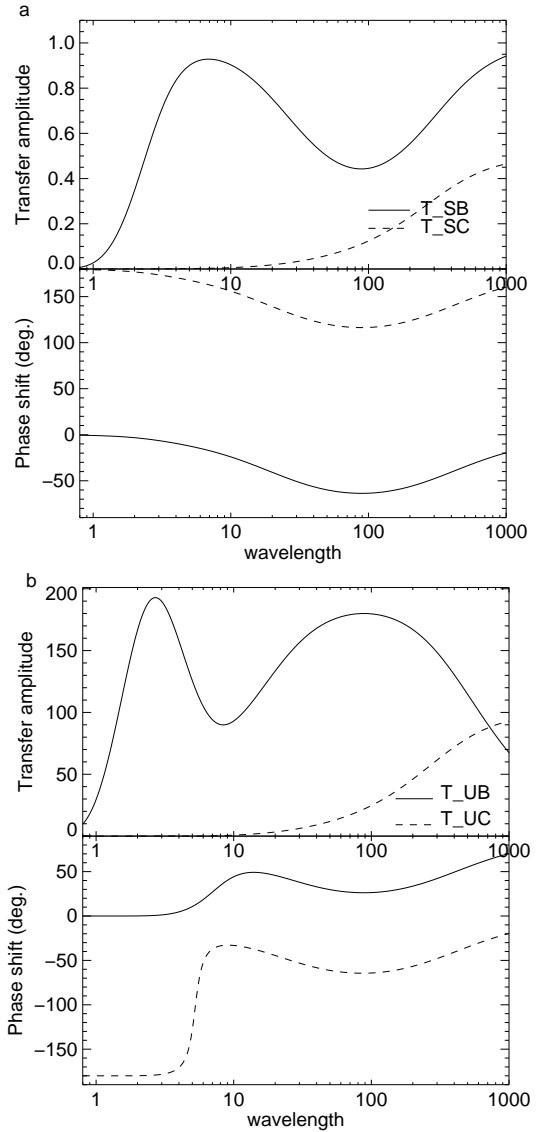 a
Transfer amplitude
1.0
0.8
0.6
0.4
0.2
0.0
T_SB
T_SC
1 10 100 1000
Phase shift (deg.)
150
100
50
0
−50
1 10 100 1000
wavelength
b
Transfer amplitude
200
150
100
50
0
T_UB
T_UC
1 10 100 1000
Phase shift (deg.)
50
0
−50
−100
−150
1 10 100 1000
wavelength